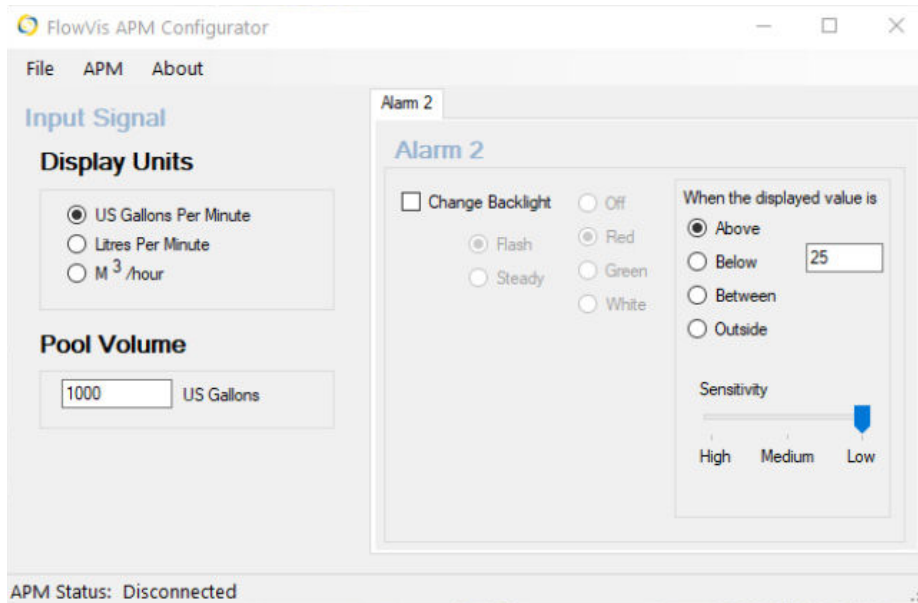 FlowVis APM Configurator
File APM About
Input Signal
Display Units
US Gallons Per Minute
Litres Per Minute
M 3 /hour
Pool Volume
1000 US Gallons
Alarm 2
Alarm 2
Change Backlight
Flash
Steady
Off
Red
Green
White
When the displayed value is
Above
Below
Between
Outside
25
Sensitivity
High Medium Low
APM Status: Disconnected